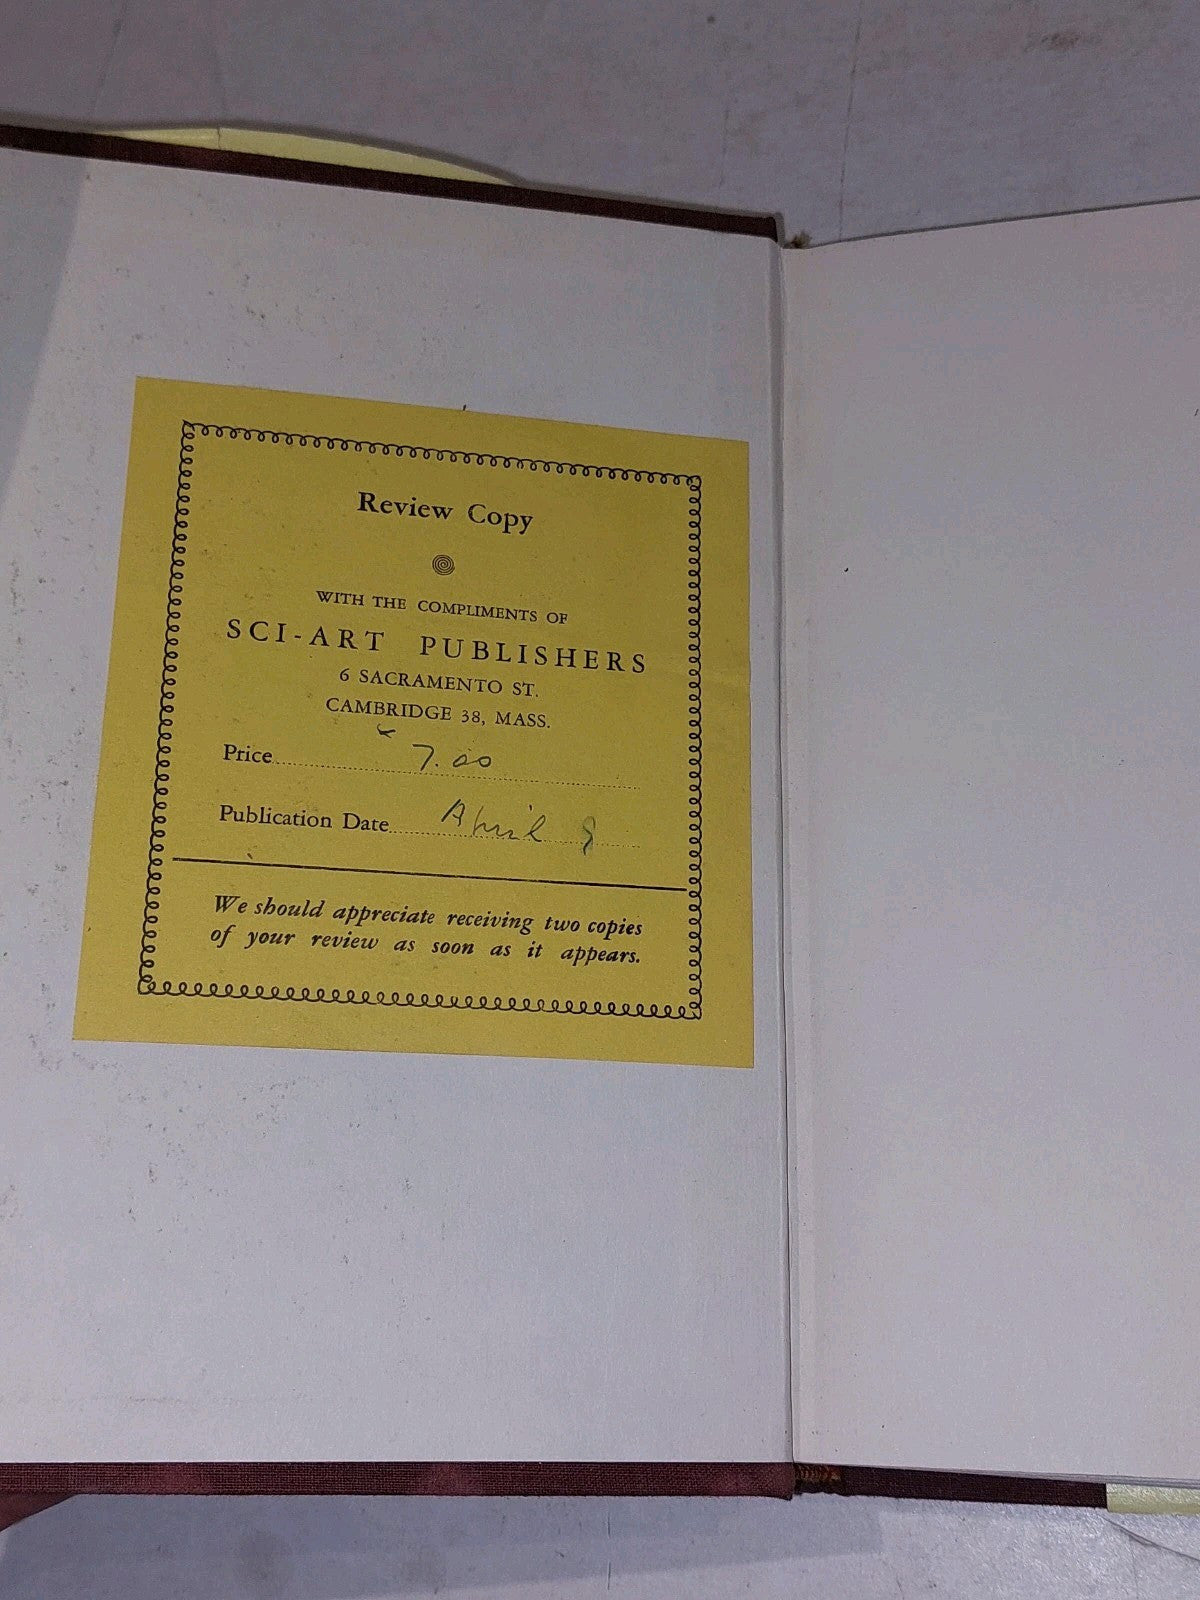 Review Copy
WITH THE COMPLIMENTS OF
SCI-ART PUBLISHERS
6 SACRAMENTO ST.
CAMBRIDGE 38, MASS.
Price 7.00
Publication Date April 9
We should appreciate receiving two copies
of your review as soon as it appears.